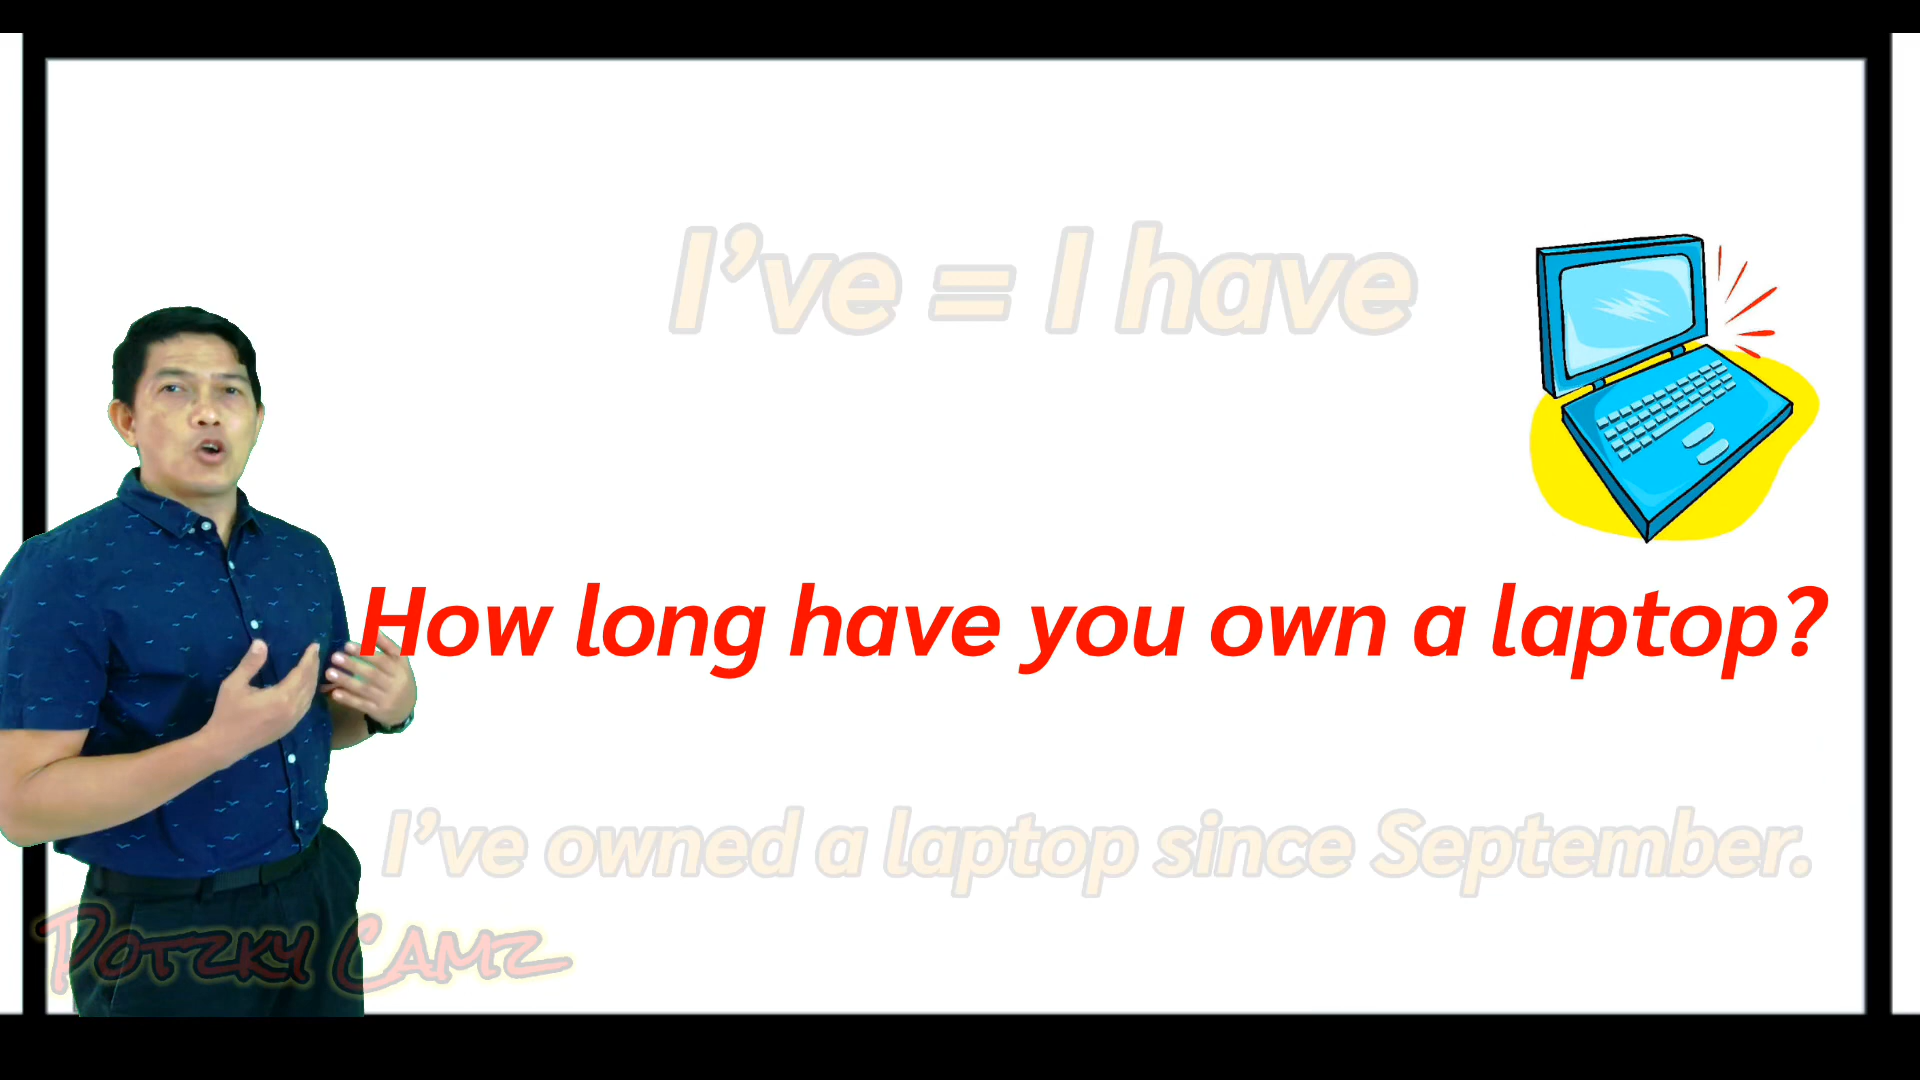 I’ve = I have
How long have you own a laptop?
I’ve owned a laptop since September.
Potzky Camz